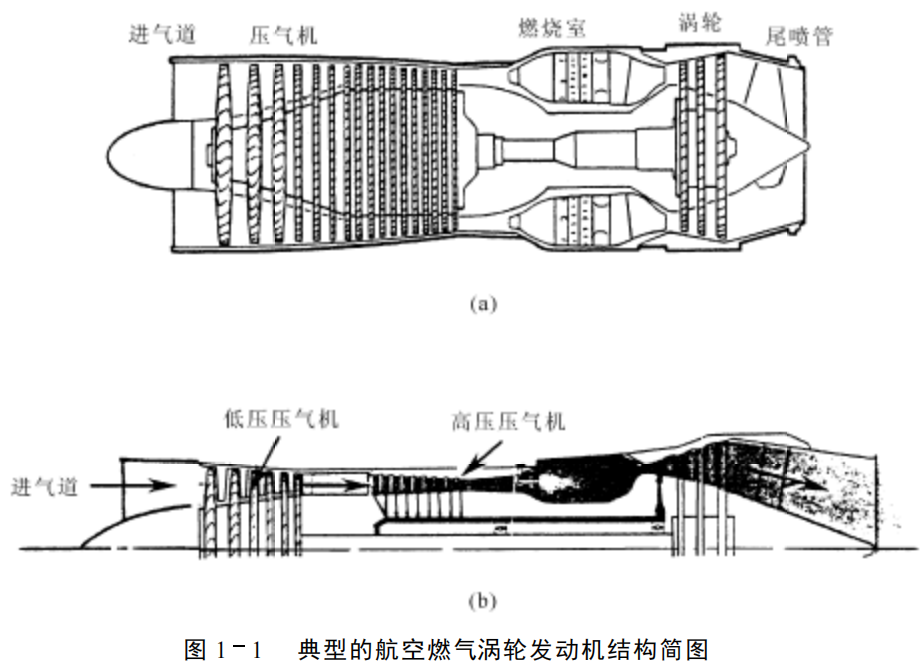 进气道 压气机 燃烧室 涡轮 尾喷管
(a)
低压压气机 高压压气机
进气道
(b)
图 1-1 典型的航空燃气涡轮发动机结构简图